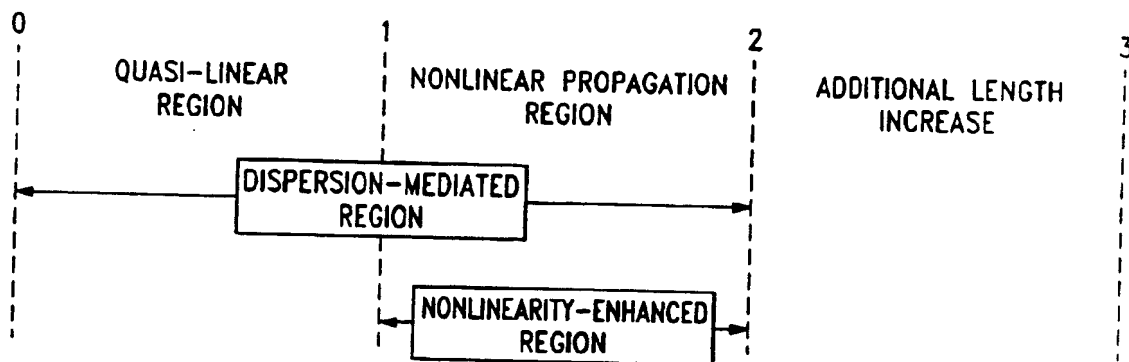 0 1 2 3
QUASI-LINEAR
REGION
NONLINEAR PROPAGATION
REGION
ADDITIONAL LENGTH
INCREASE
DISPERSION-MEDIATED
REGION
NONLINEARITY-ENHANCED
REGION